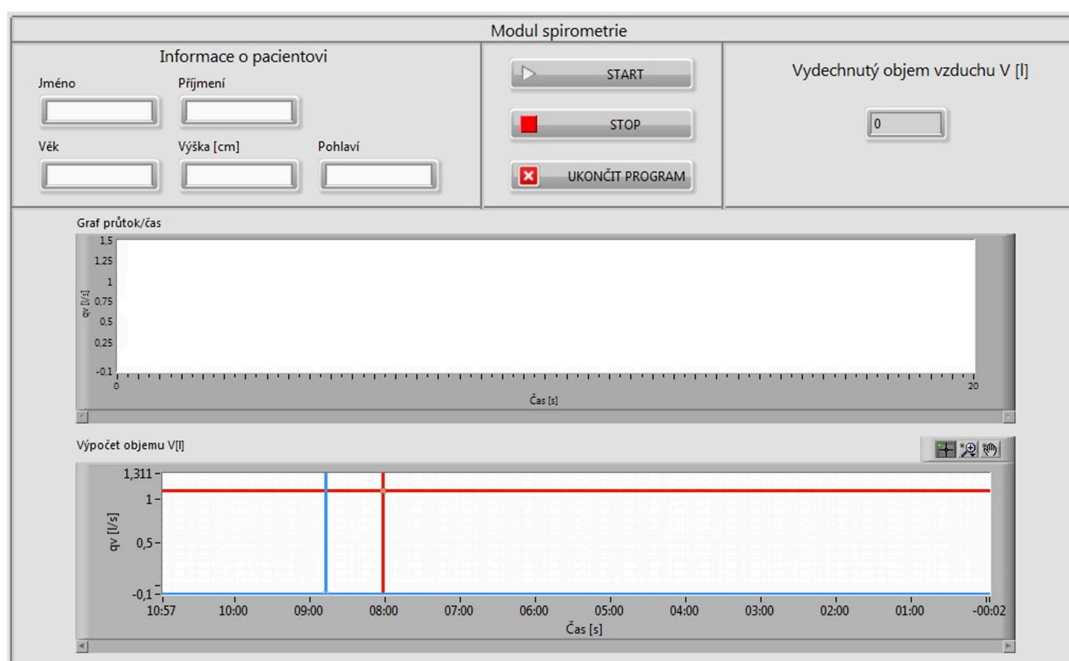 Modul spirometrie
Informace o pacientovi
Jméno
Příjmení
Věk
Výška [cm]
Pohlaví
START
STOP
UKONČIT PROGRAM
Vydechnutý objem vzduchu V [l]
0
Graf průtok/čas
1,5
1,25
1
0,75
0,5
0,25
-0,1
qv [l/s]
0
20
Čas [s]
Výpočet objemu V[l]
1,311
1
0,5
-0,1
qv [l/s]
10:57 10:00 09:00 08:00 07:00 06:00 05:00 04:00 03:00 02:00 01:00 -00:02
Čas [s]